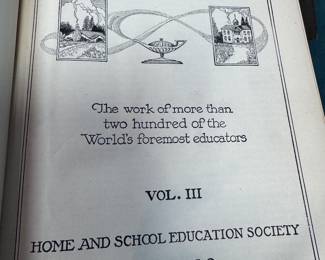 The work of more than
two hundred of the
World's foremost educators
VOL. III
HOME AND SCHOOL EDUCATION SOCIETY